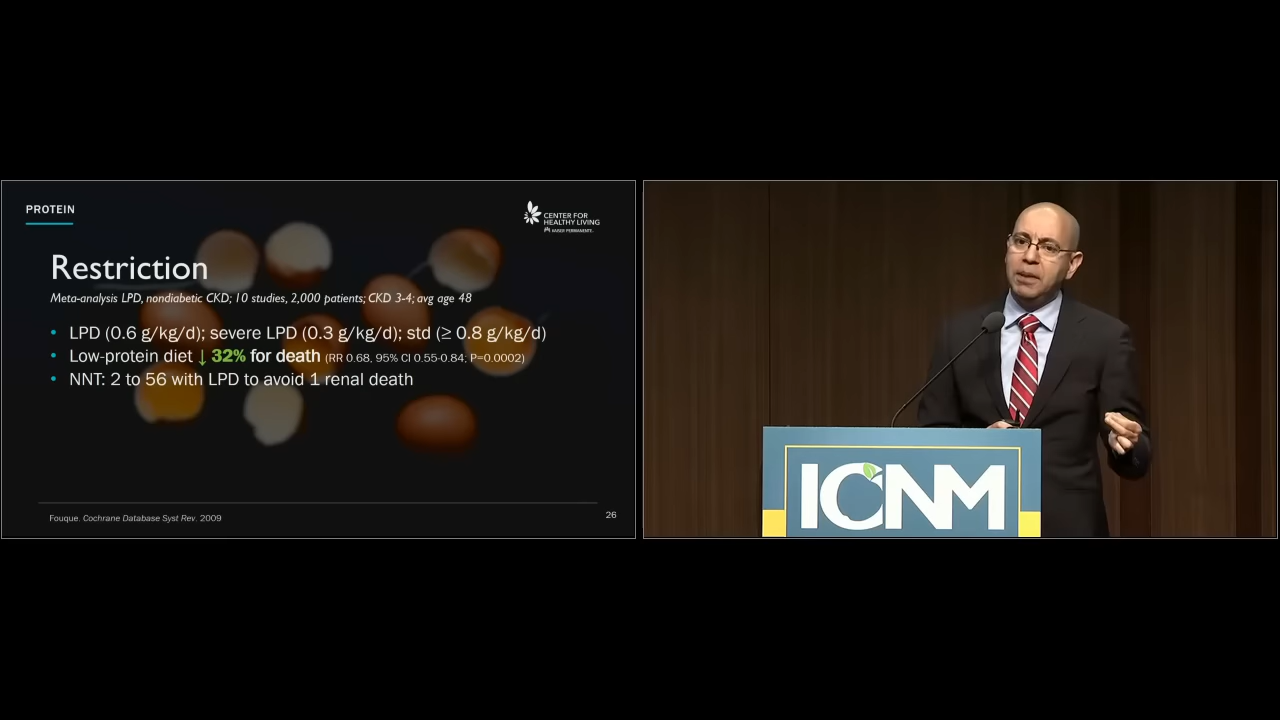 PROTEIN
CENTER FOR
HEALTHY LIVING
KAISER PERMANENTE.
Restriction
Meta-analysis LPD, nondiabetic CKD; 10 studies, 2,000 patients; CKD 3-4; avg age 48
• LPD (0.6 g/kg/d); severe LPD (0.3 g/kg/d); std (≥ 0.8 g/kg/d)
• Low-protein diet ↓ 32% for death (RR 0.68, 95% CI 0.55-0.84; P=0.0002)
• NNT: 2 to 56 with LPD to avoid 1 renal death
Fouque. Cochrane Database Syst Rev. 2009
26
ICNM